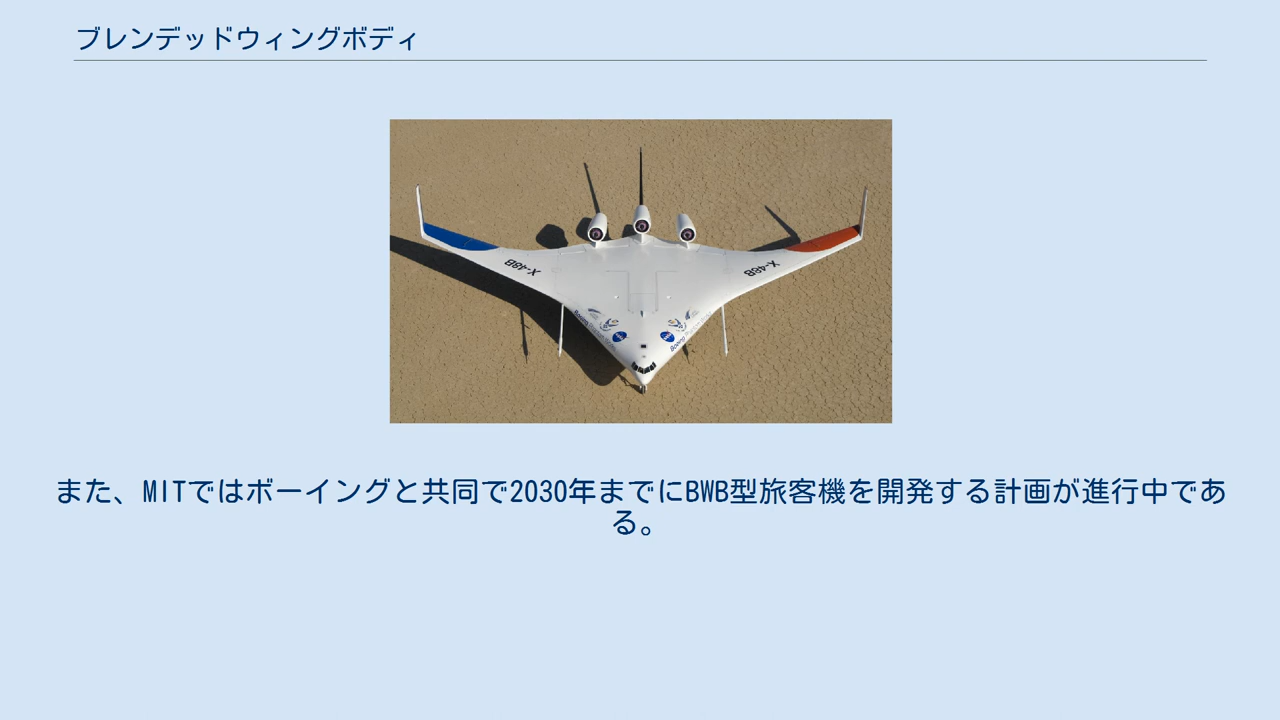 ブレンデッドウィングボディ
X-48B
X-48B
Boeing
Boeing
また、MITではボーイングと共同で2030年までにBWB型旅客機を開発する計画が進行中であ
る。